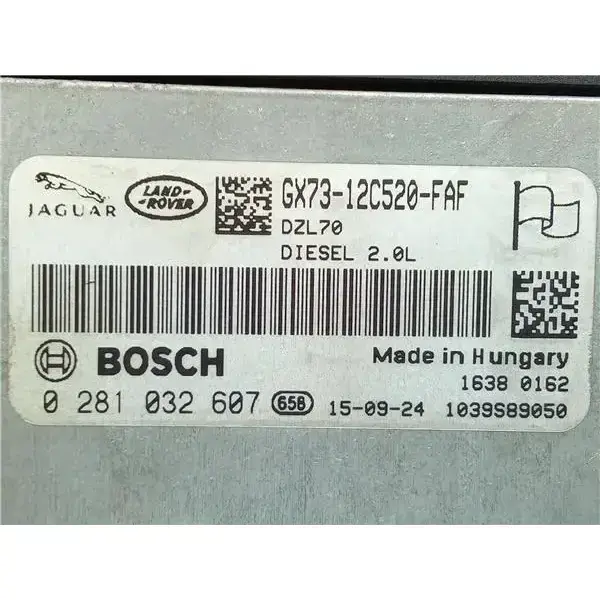 JAGUAR
LAND-
-ROVER
GX73-12C520-FAF
DZL70
DIESEL 2.0L
BOSCH
Made in Hungary
1638 0162
0 281 032 607 658 15-09-24 1039S89050